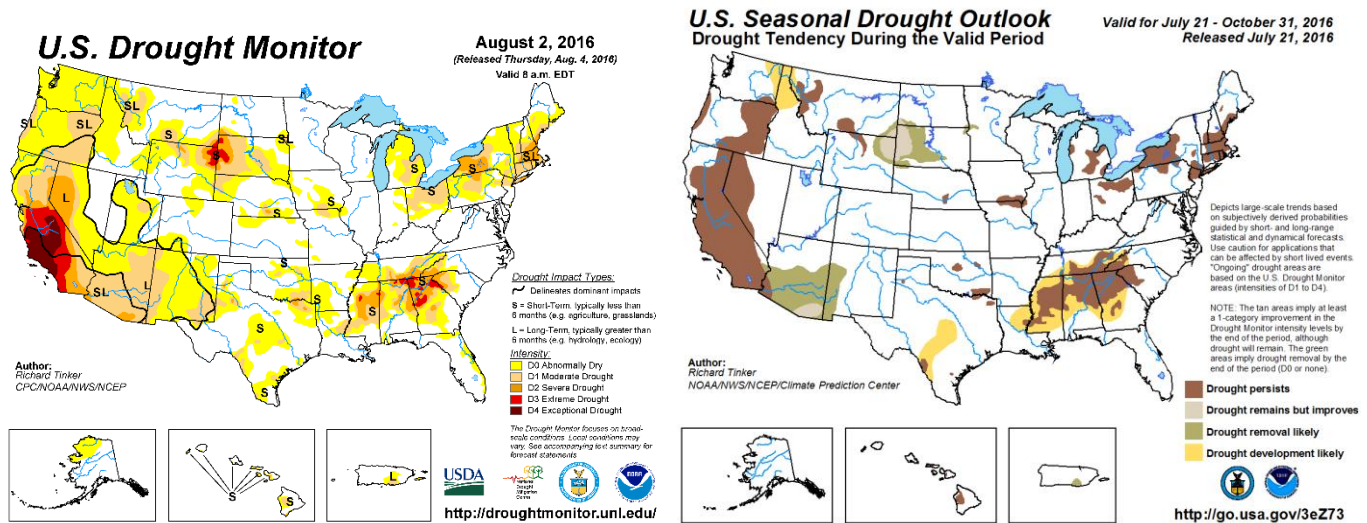 U.S. Drought Monitor
August 2, 2016
(Released Thursday, Aug. 4, 2016)
Valid 8 a.m. EDT
SL
SL
SL
S
S
SL
S
S
S
SL
L
S
S
S
S
SL
L
S
S
S
S
S
S
Drought Impact Types:
Delineates dominant impacts
S = Short-Term, typically less than
6 months (e.g. agriculture, grasslands)
L = Long-Term, typically greater than
6 months (e.g. hydrology, ecology)
Intensity:
D0 Abnormally Dry
D1 Moderate Drought
D2 Severe Drought
D3 Extreme Drought
D4 Exceptional Drought
Author:
Richard Tinker
CPC/NOAA/NWS/NCEP
S
S
L
The Drought Monitor focuses on broad-
scale conditions. Local conditions may
vary. See accompanying text summary for
forecast statements.
USDA
National
Drought
Mitigation
Center
NOAA
http://droughtmonitor.unl.edu/
U.S. Seasonal Drought Outlook
Drought Tendency During the Valid Period
Valid for July 21 - October 31, 2016
Released July 21, 2016
Depicts large-scale trends based
on subjectively derived probabilities
guided by short- and long-range
statistical and dynamical forecasts.
Use caution for applications that
can be affected by short lived events.
"Ongoing" drought areas are
based on the U.S. Drought Monitor
areas (intensities of D1 to D4).
NOTE: The tan areas imply at least
a 1-category improvement in the
Drought Monitor intensity levels by
the end of the period, although
drought will remain. The green
areas imply drought removal by the
end of the period (D0 or none).
Author:
Richard Tinker
NOAA/NWS/NCEP/Climate Prediction Center
Drought persists
Drought remains but improves
Drought removal likely
Drought development likely
NOAA
http://go.usa.gov/3eZ73